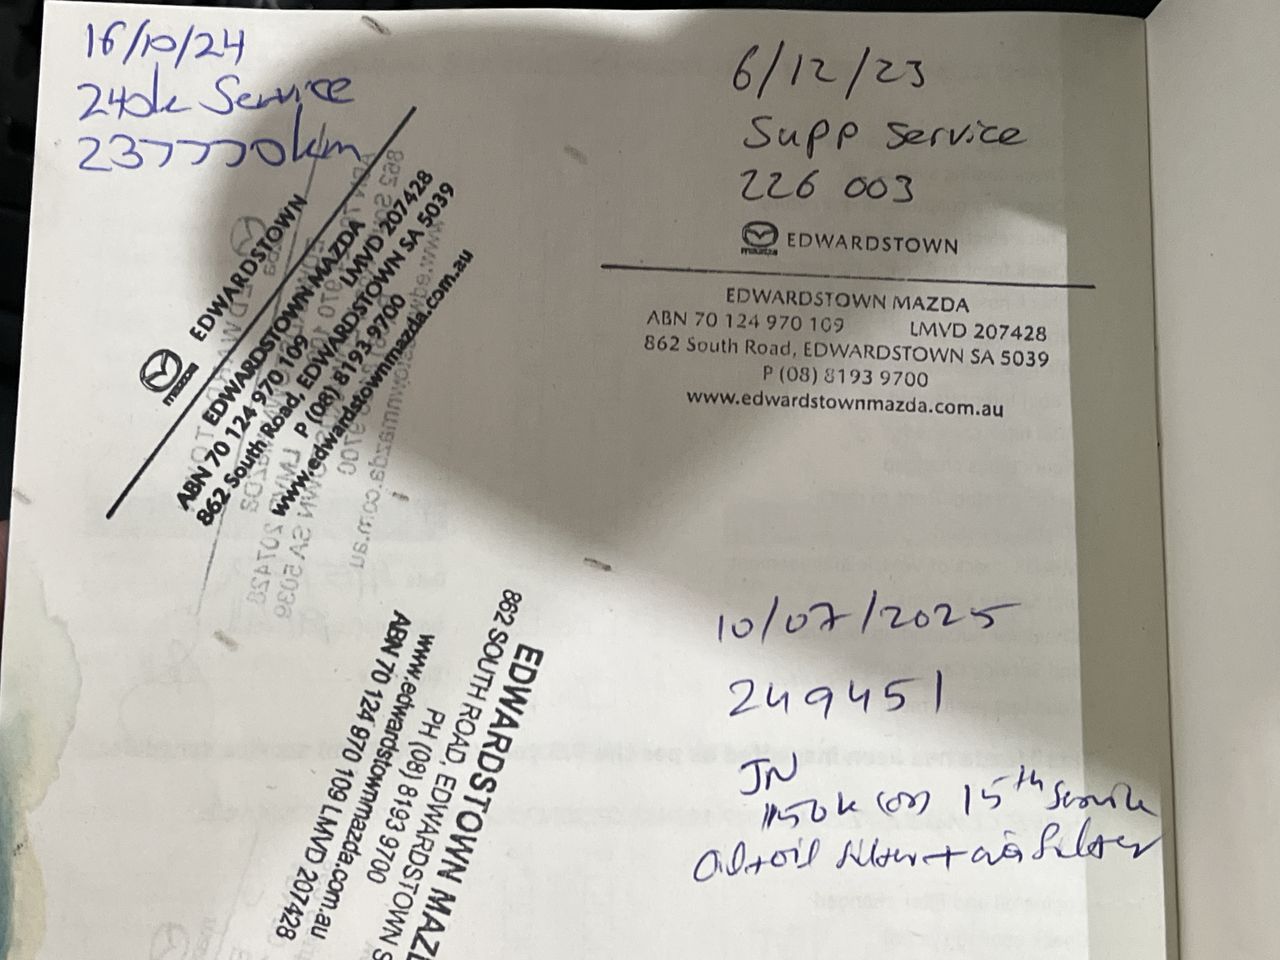 16/10/24
240k Service
237770km
mazda EDWARDSTOWN
EDWARDSTOWN MAZDA
ABN 70 124 970 109 LMVD 207428
862 South Road, EDWARDSTOWN SA 5039
P (08) 8193 9700
www.edwardstownmazda.com.au
6/12/23
Supp Service
226 003
mazda EDWARDSTOWN
EDWARDSTOWN MAZDA
ABN 70 124 970 109 LMVD 207428
862 South Road, EDWARDSTOWN SA 5039
P (08) 8193 9700
www.edwardstownmazda.com.au
EDWARDSTOWN MAZD
862 SOUTH ROAD, EDWARDSTOWN S
PH (08) 8193 9700
www.edwardstownmazda.com.au
ABN 70 124 970 109 LMVD 207428
10/07/2025
249451
JN
150k 15th Service
oil filter + air filter